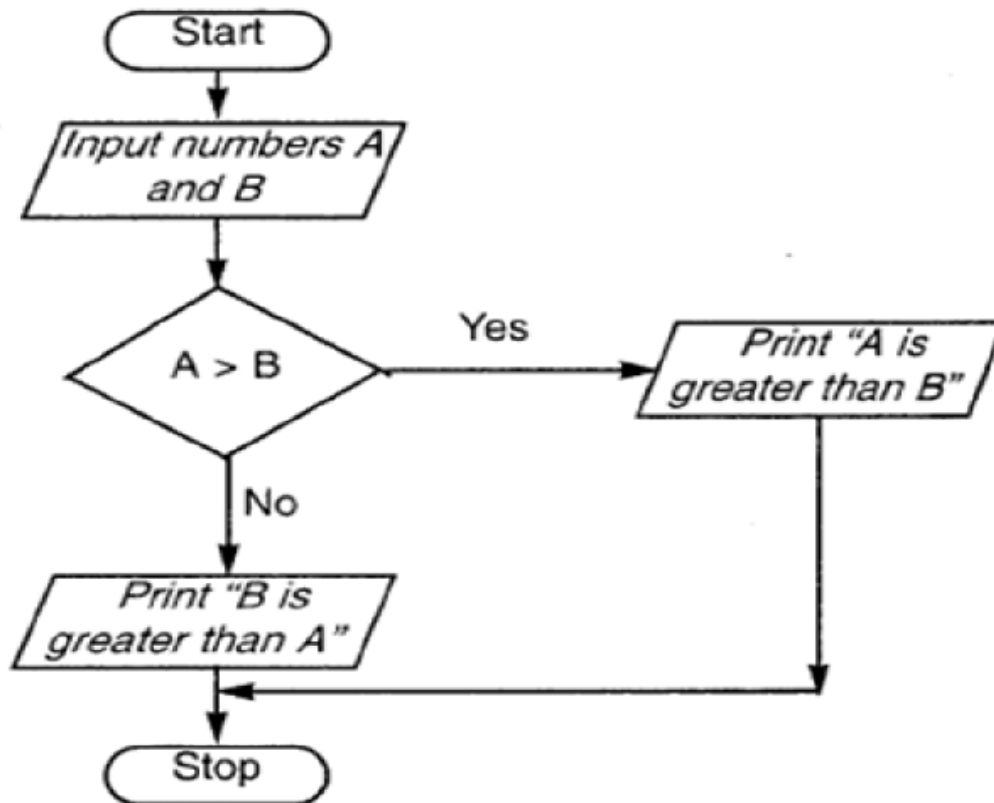 Start
Input numbers A
and B
A > B
Yes
Print “A is
greater than B”
No
Print “B is
greater than A”
Stop